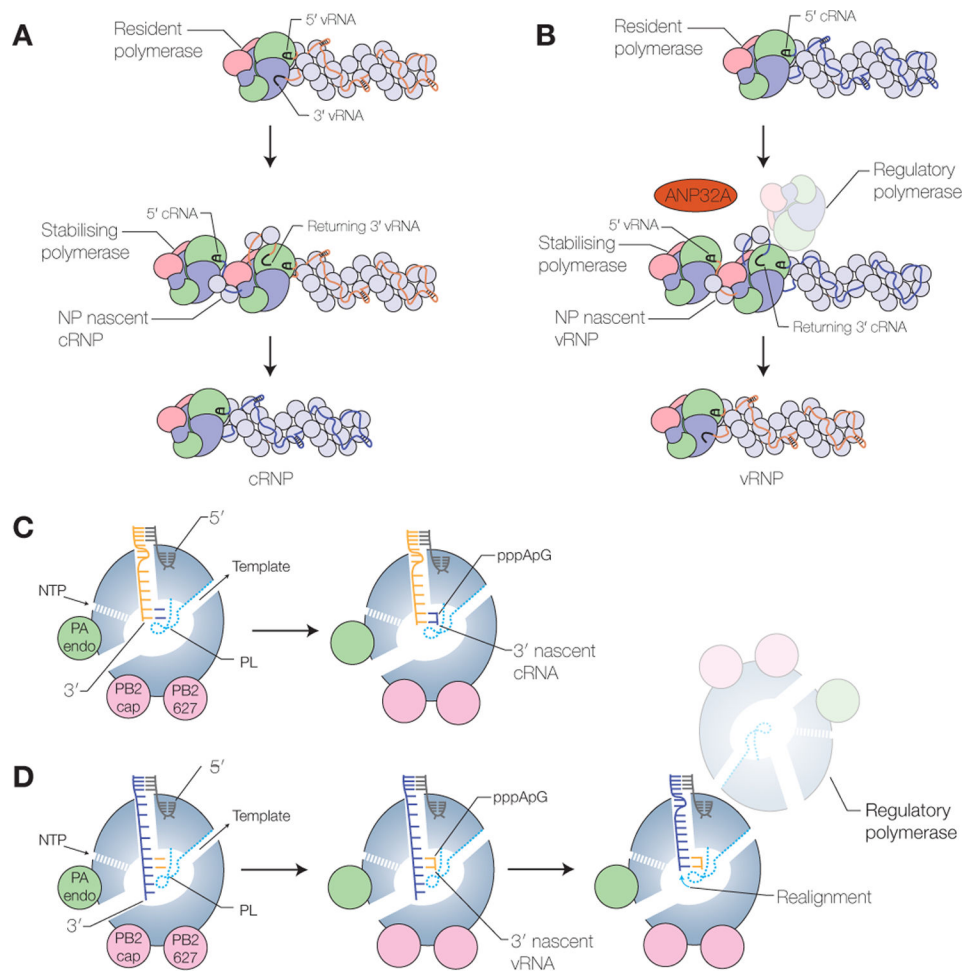 A
Resident
polymerase
5′ vRNA
3′ vRNA
Stabilising
polymerase
5′ cRNA
Returning 3′ vRNA
NP nascent
cRNP
cRNP
B
Resident
polymerase
5′ cRNA
ANP32A
Regulatory
polymerase
5′ vRNA
Stabilising
polymerase
NP nascent
vRNP
Returning 3′ cRNA
vRNP
C
5′
Template
NTP
PA
endo
3′
PL
PB2
cap
PB2
627
pppApG
3′ nascent
cRNA
D
5′
Template
NTP
PA
endo
3′
PL
PB2
cap
PB2
627
pppApG
3′ nascent
vRNA
Regulatory
polymerase
Realignment